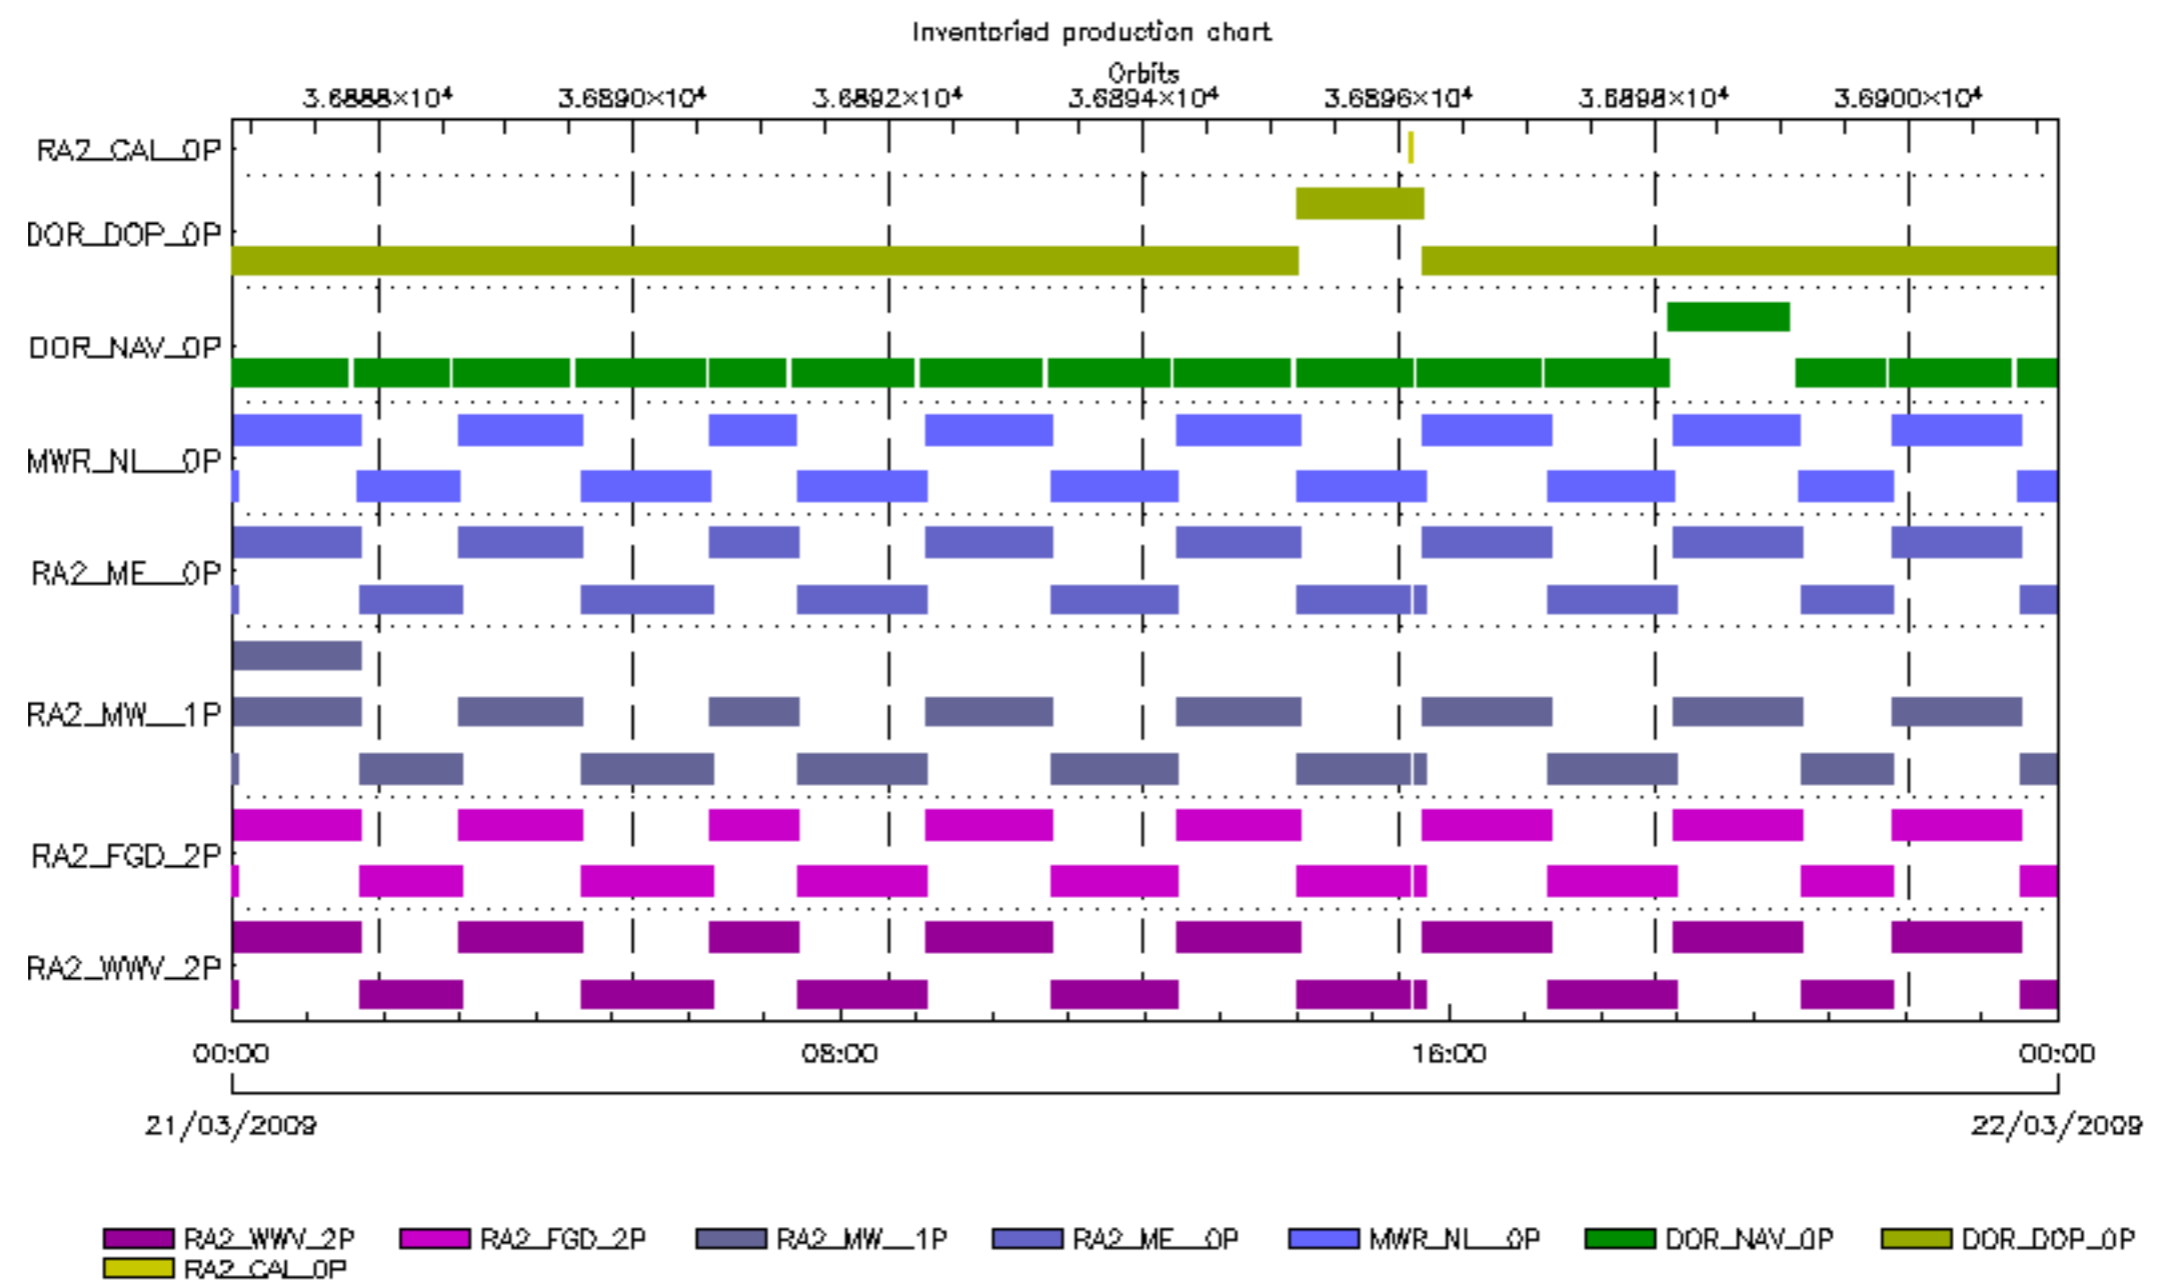 Inventoried production chart
Orbits
3.6888×10⁴ 3.6890×10⁴ 3.6892×10⁴ 3.6894×10⁴ 3.6896×10⁴ 3.6898×10⁴ 3.6900×10⁴
RA2_CAL_0P
DOR_DOP_0P
DOR_NAV_0P
MWR_NL__0P
RA2_ME__0P
RA2_MW__1P
RA2_FGD_2P
RA2_WWV_2P
00:00 08:00 16:00 00:00
21/03/2009 22/03/2009
RA2_WWV_2P RA2_FGD_2P RA2_MW__1P RA2_ME__0P MWR_NL__0P DOR_NAV_0P DOR_DOP_0P
RA2_CAL_0P